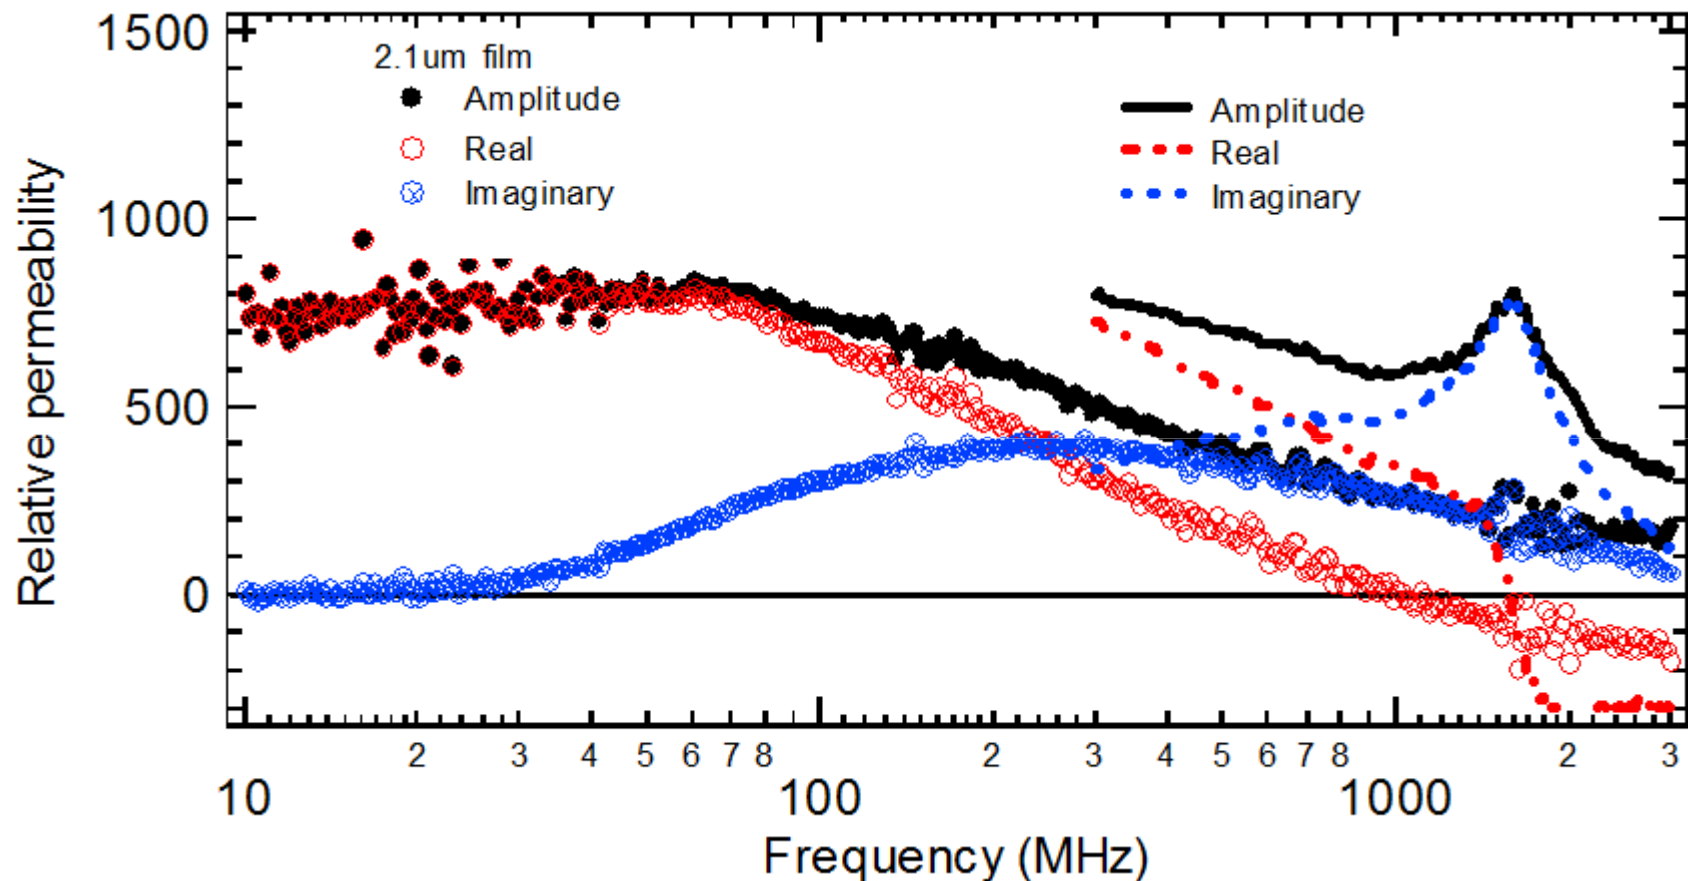 1500
2.1um film
Amplitude
Real
Imaginary
Amplitude
Real
Imaginary
1000
500
0
Relative permeability
2 3 4 5 6 7 8 2 3 4 5 6 7 8 2 3
10 100 1000
Frequency (MHz)